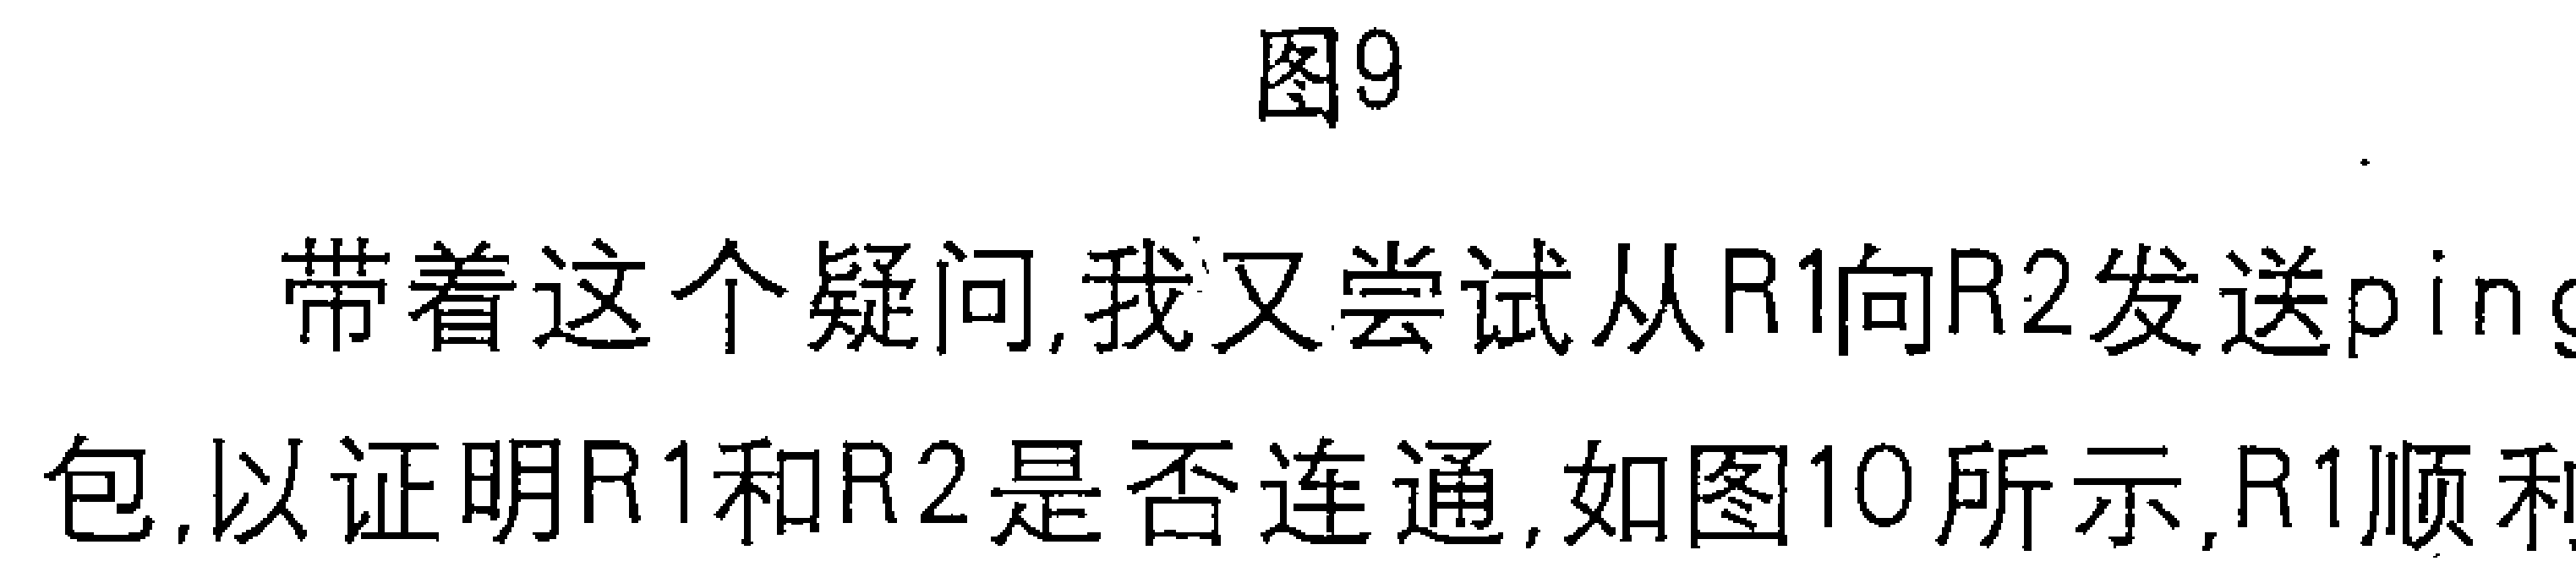 图9
带着这个疑问,我又尝试从R1向R2发送ping
包,以证明R1和R2是否连通,如图10所示,R1顺利